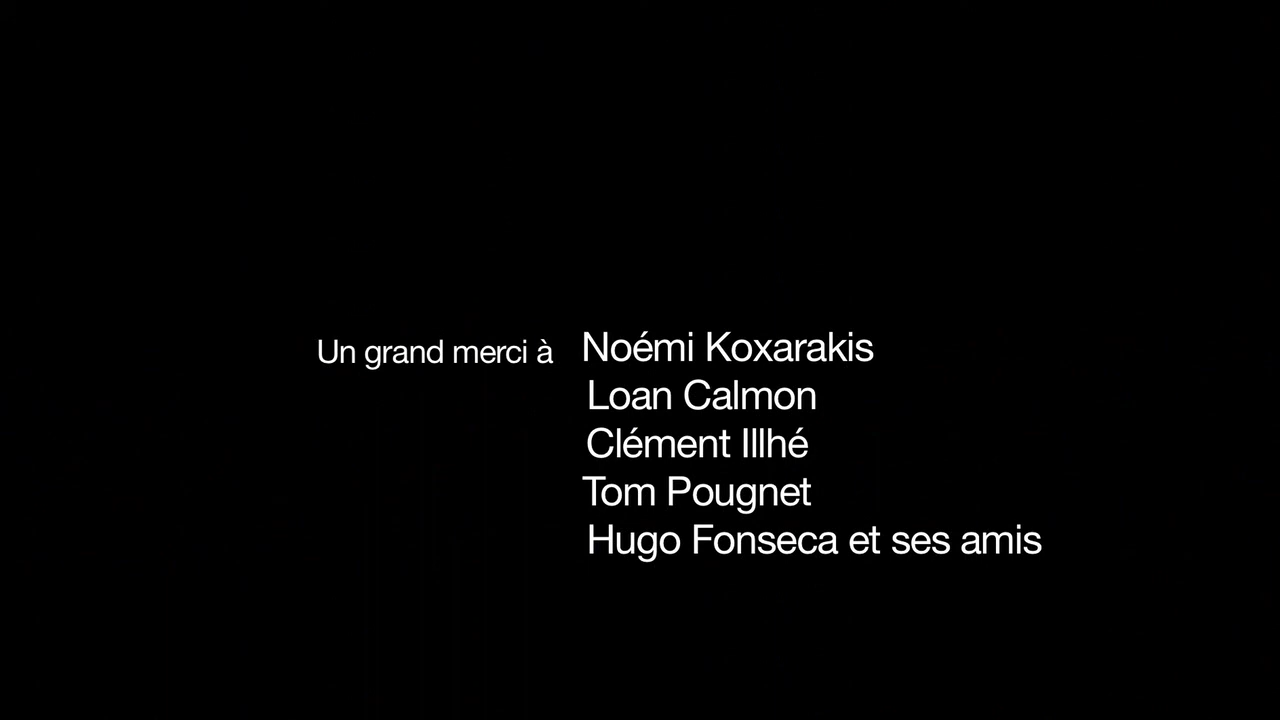 Un grand merci à Noémi Koxarakis
Loan Calmon
Clément Illhé
Tom Pougnet
Hugo Fonseca et ses amis